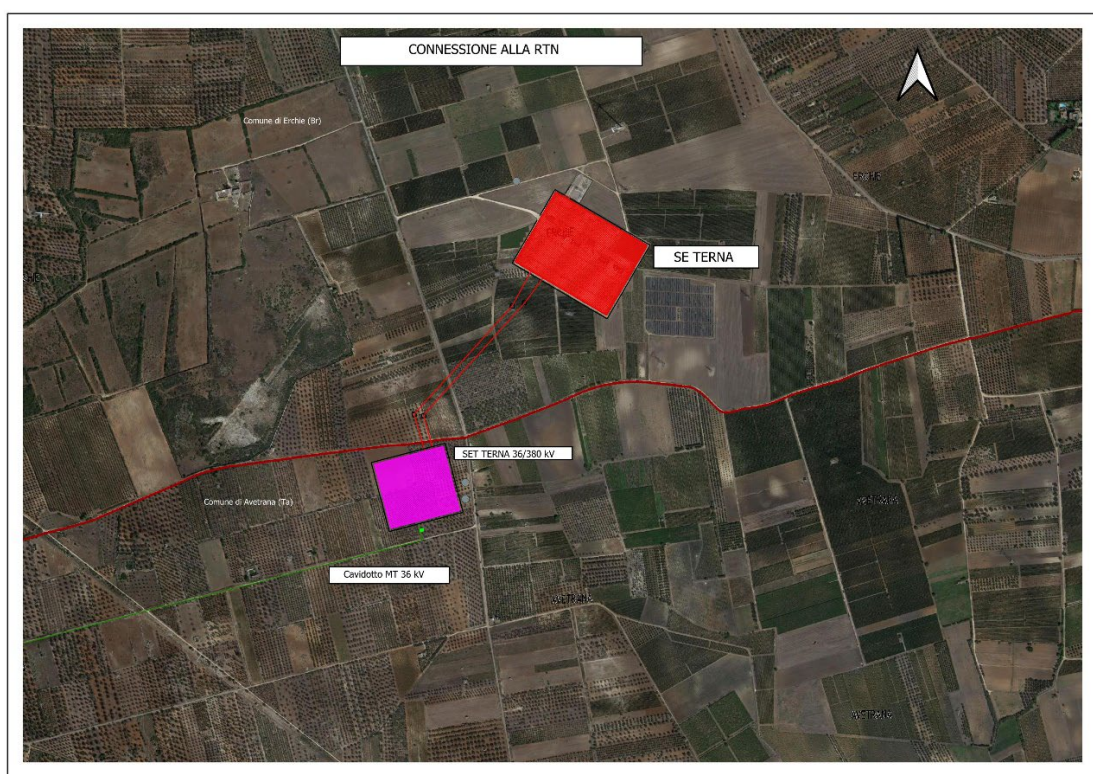 CONNESSIONE ALLA RTN
Comune di Erchie (Br)
ERCHIE
SE TERNA
SET TERNA 36/380 kV
Comune di Avetrana (Ta)
AVETRANA
Cavidotto MT 36 kV
AVETRANA
AVETRANA